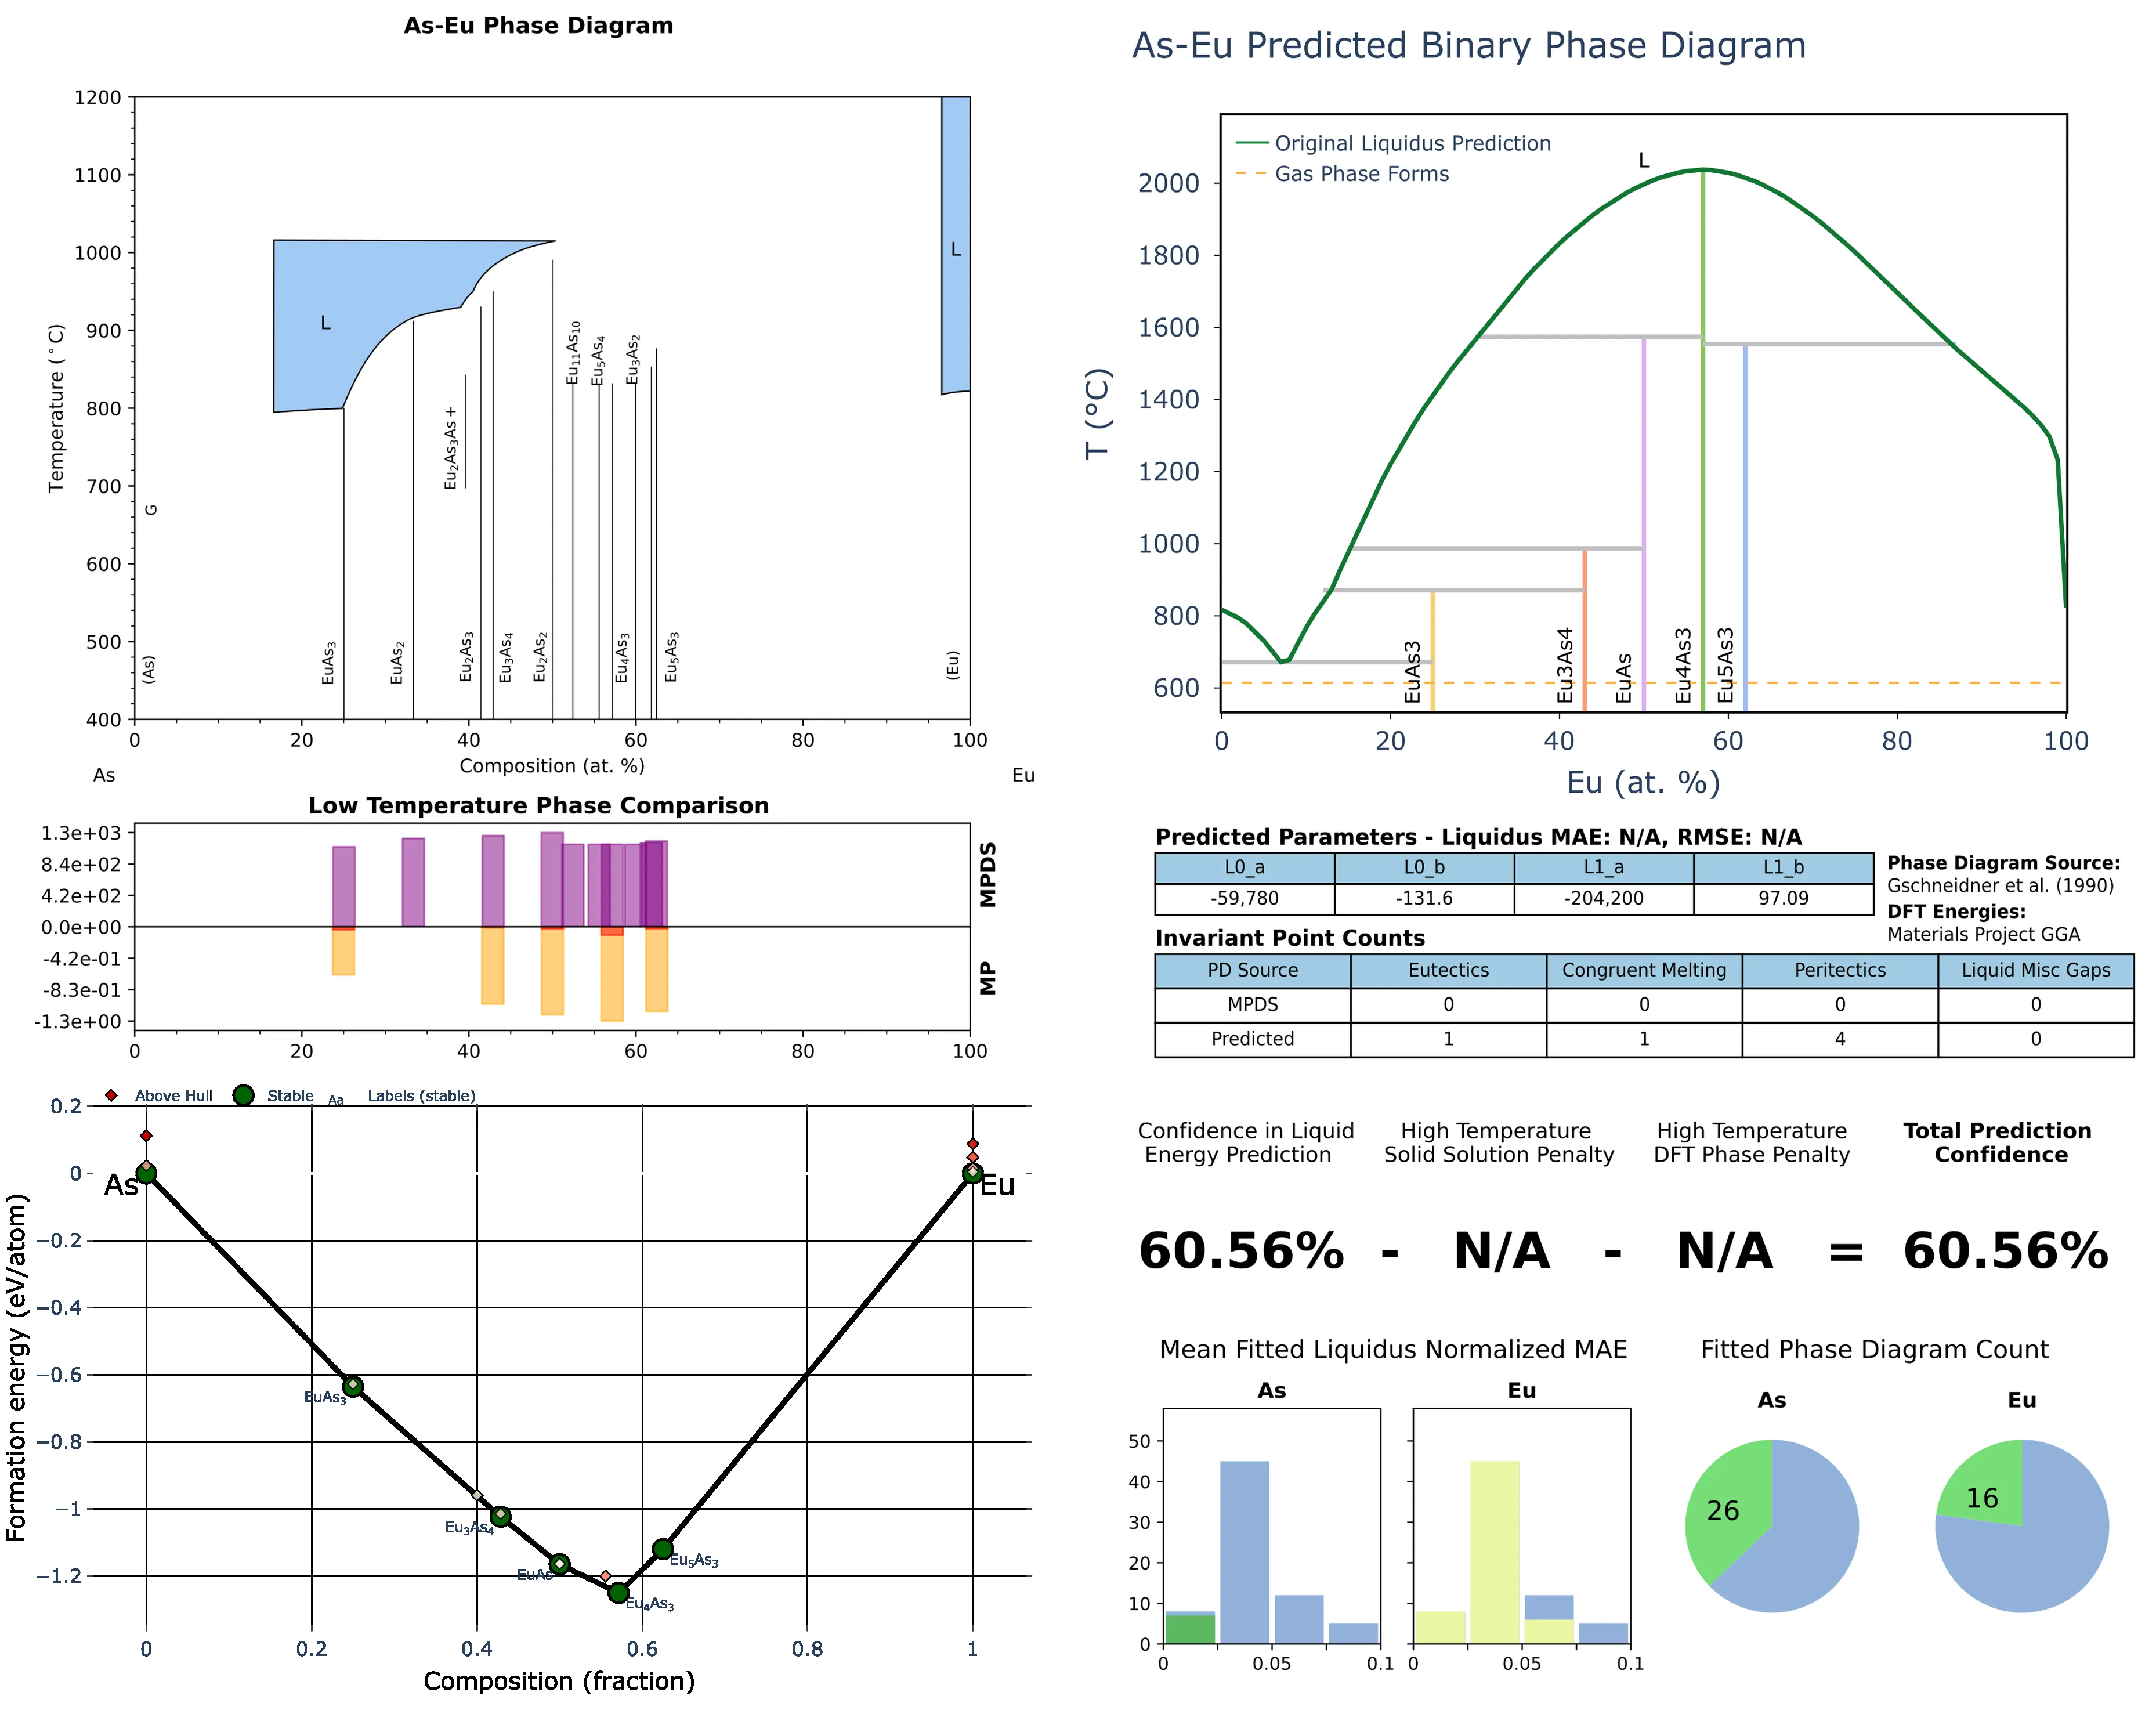 As-Eu Phase Diagram
1200
1100
1000
900
800
700
600
500
400
Temperature (°C)
L
L
G
(As)
(Eu)
EuAs3
EuAs2
Eu2As3As +
Eu2As3
Eu3As4
Eu2As2
Eu11As10
Eu5As4
Eu4As3
Eu3As2
Eu5As3
0 20 40 60 80 100
Composition (at. %)
As Eu
Low Temperature Phase Comparison
1.3e+03
8.4e+02
4.2e+02
0.0e+00
-4.2e-01
-8.3e-01
-1.3e+00
MPDS
MP
0 20 40 60 80 100
Above Hull Stable Aa Labels (stable)
0.2
0
−0.2
−0.4
−0.6
−0.8
−1
−1.2
Formation energy (eV/atom)
As
Eu
EuAs3
Eu3As4
EuAs
Eu4As3
Eu5As3
0 0.2 0.4 0.6 0.8 1
Composition (fraction)
As-Eu Predicted Binary Phase Diagram
Original Liquidus Prediction
Gas Phase Forms
L
2000
1800
1600
1400
1200
1000
800
600
T (°C)
EuAs3
Eu3As4
EuAs
Eu4As3
Eu5As3
0 20 40 60 80 100
Eu (at. %)
Predicted Parameters - Liquidus MAE: N/A, RMSE: N/A
L0_a L0_b L1_a L1_b
-59,780 -131.6 -204,200 97.09
Phase Diagram Source:
Gschneidner et al. (1990)
DFT Energies:
Materials Project GGA
Invariant Point Counts
PD Source Eutectics Congruent Melting Peritectics Liquid Misc Gaps
MPDS 0 0 0 0
Predicted 1 1 4 0
Confidence in Liquid
Energy Prediction
High Temperature
Solid Solution Penalty
High Temperature
DFT Phase Penalty
Total Prediction
Confidence
60.56% - N/A - N/A = 60.56%
Mean Fitted Liquidus Normalized MAE
As
Eu
50
40
30
20
10
0
0 0.05 0.1
0 0.05 0.1
Fitted Phase Diagram Count
As
Eu
26
16